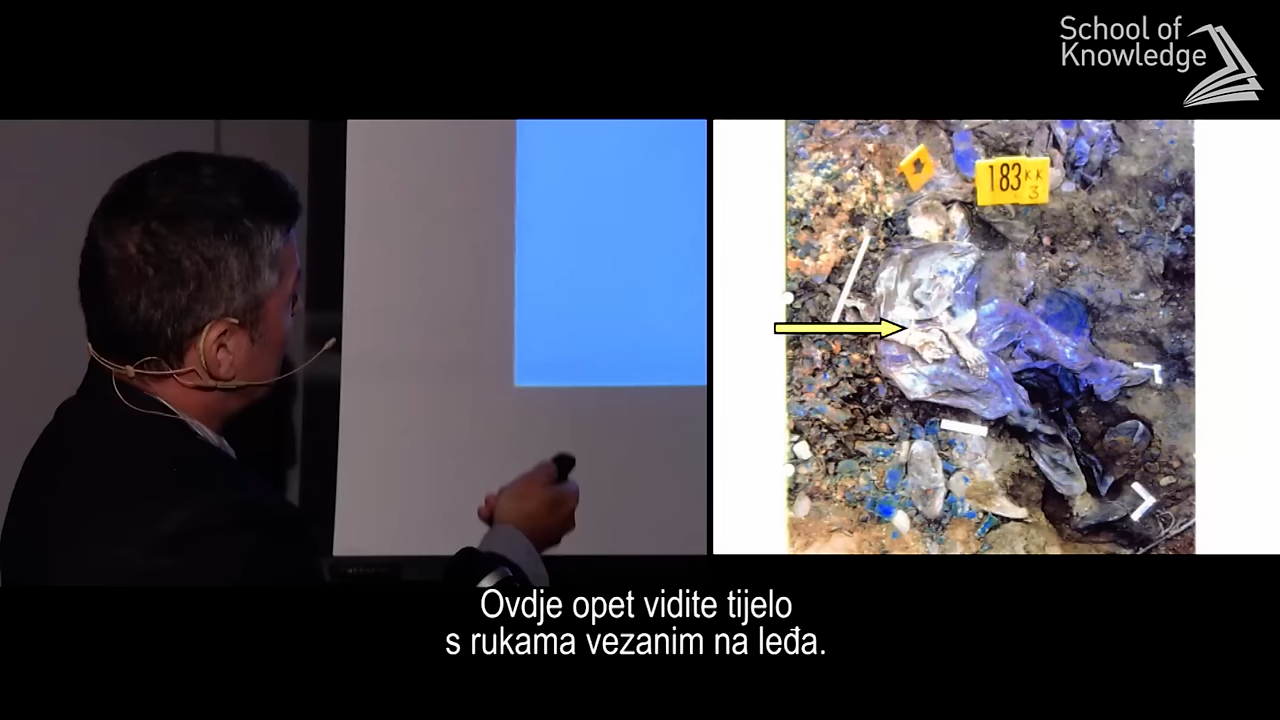 School of
Knowledge
183 KK
3
Ovdje opet vidite tijelo
s rukama vezanim na leđa.